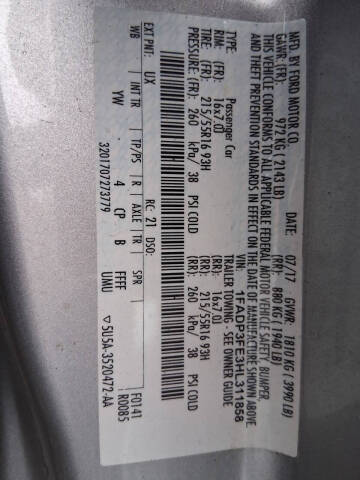 MFD. BY FORD MOTOR CO.
DATE: 07/17 GVWR: 1810 KG ( 3990 LB)
GAWR: (FR): 972 KG ( 2143 LB) (RR): 880 KG ( 1940 LB)
THIS VEHICLE CONFORMS TO ALL APPLICABLE FEDERAL MOTOR VEHICLE SAFETY, BUMPER,
AND THEFT PREVENTION STANDARDS IN EFFECT ON THE DATE OF MANUFACTURE SHOWN ABOVE
VIN: 1FADP3FE3HL311858
TYPE: Passenger Car TRAILER TOWING - SEE OWNER GUIDE
RIM: (FR): 16x7.0J (RR): 16x7.0J
TIRE: (FR): 215/55R16 93H (RR): 215/55R16 93H
PRESSURE: (FR): 260 kPa/ 38 PSI COLD (RR): 260 kPa/ 38 PSI COLD
EXT PNT: UX RC: 21 DSO: F0141
R0085
WB INT TR TP/PS R AXLE TR SPR
YW 4 CP B FFFF UMU
3201707273779 ▽5U5A-3520472-AA